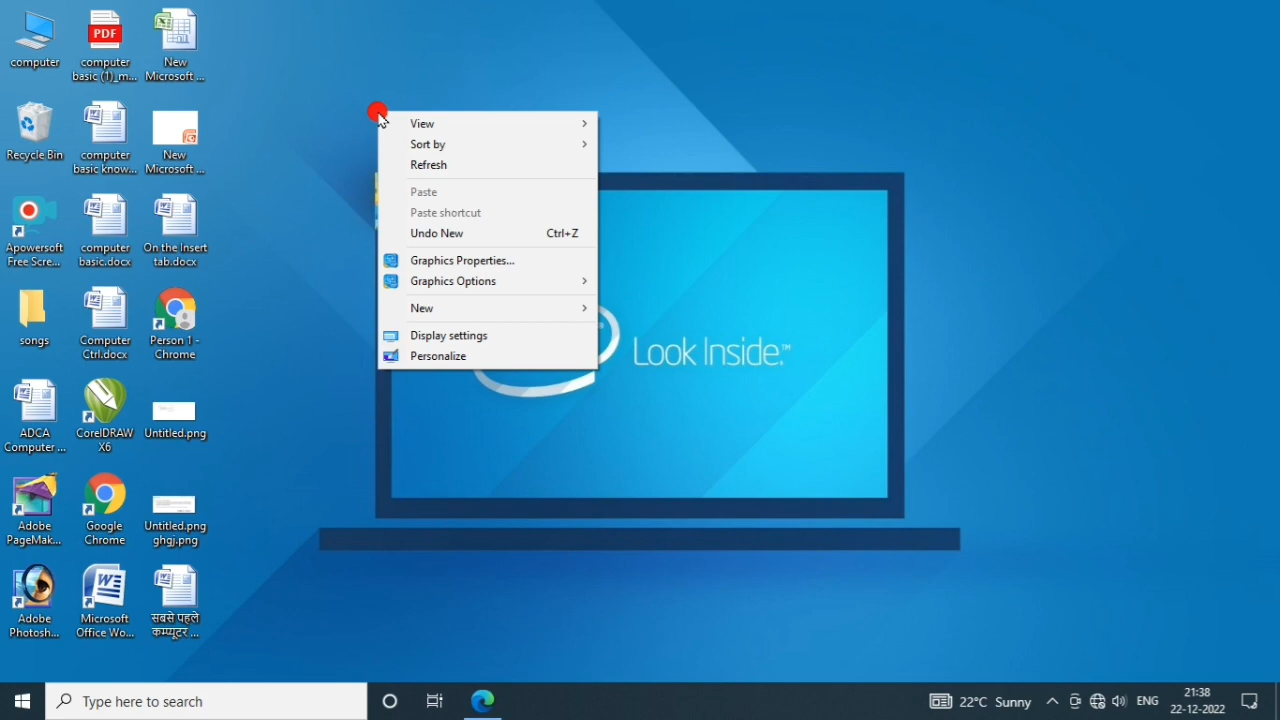 computer
PDF
computer
basic (1)_m...
New
Microsoft ...
Recycle Bin
computer
basic know...
New
Microsoft ...
Apowersoft
Free Scre...
computer
basic.docx
On the Insert
tab.docx
songs
Computer
Ctrl.docx
Person 1 -
Chrome
ADCA
Computer ...
CorelDRAW
X6
Untitled.png
Adobe
PageMak...
Google
Chrome
Untitled.png
ghgj.png
Adobe
Photosh...
Microsoft
Office Wo...
सबसे पहले
कम्प्यूटर ...
View
Sort by
Refresh
Paste
Paste shortcut
Undo New Ctrl+Z
Graphics Properties...
Graphics Options
New
Display settings
Personalize
Look Inside.™
Type here to search
22°C Sunny
ENG
21:38
22-12-2022